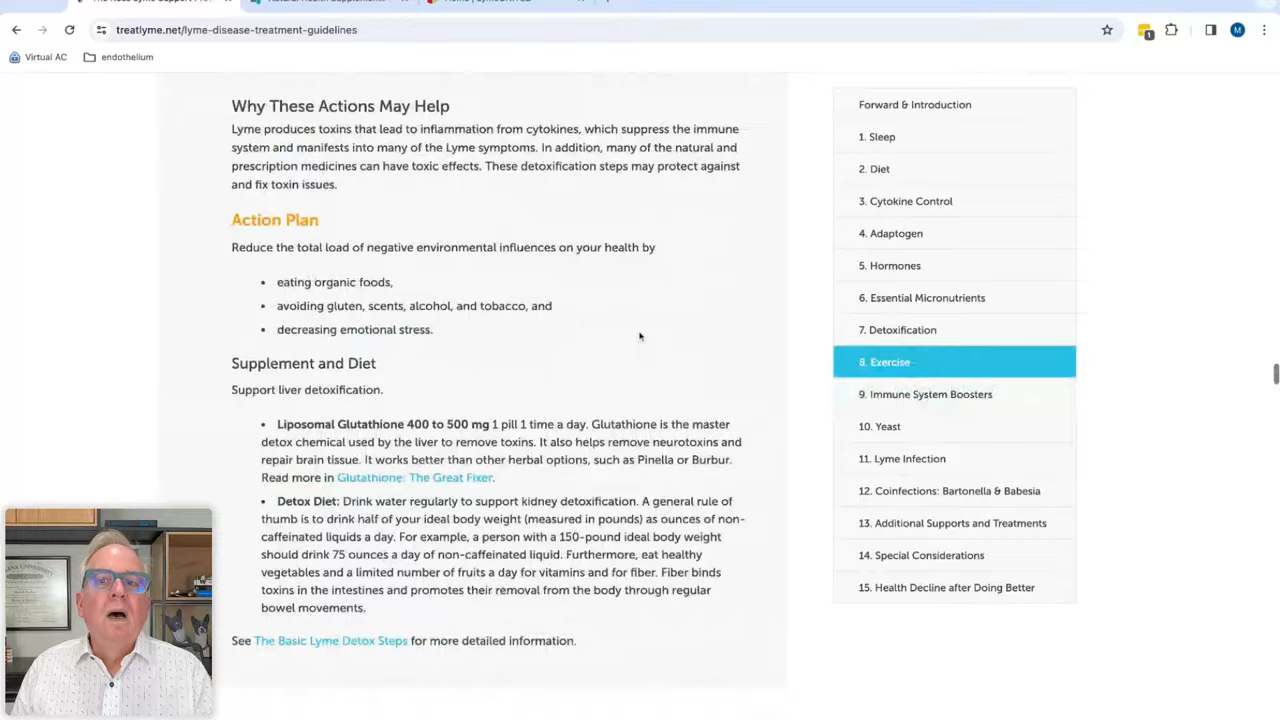 treatlyme.net/lyme-disease-treatment-guidelines
1
M
Virtual AC
endothelium
Why These Actions May Help
Lyme produces toxins that lead to inflammation from cytokines, which suppress the immune
system and manifests into many of the Lyme symptoms. In addition, many of the natural and
prescription medicines can have toxic effects. These detoxification steps may protect against
and fix toxin issues.
Action Plan
Reduce the total load of negative environmental influences on your health by
• eating organic foods,
• avoiding gluten, scents, alcohol, and tobacco, and
• decreasing emotional stress.
Supplement and Diet
Support liver detoxification.
• Liposomal Glutathione 400 to 500 mg 1 pill 1 time a day. Glutathione is the master
detox chemical used by the liver to remove toxins. It also helps remove neurotoxins and
repair brain tissue. It works better than other herbal options, such as Pinella or Burbur.
Read more in Glutathione: The Great Fixer.
• Detox Diet: Drink water regularly to support kidney detoxification. A general rule of
thumb is to drink half of your ideal body weight (measured in pounds) as ounces of non-
caffeinated liquids a day. For example, a person with a 150-pound ideal body weight
should drink 75 ounces a day of non-caffeinated liquid. Furthermore, eat healthy
vegetables and a limited number of fruits a day for vitamins and for fiber. Fiber binds
toxins in the intestines and promotes their removal from the body through regular
bowel movements.
See The Basic Lyme Detox Steps for more detailed information.
Forward & Introduction
1. Sleep
2. Diet
3. Cytokine Control
4. Adaptogen
5. Hormones
6. Essential Micronutrients
7. Detoxification
8. Exercise
9. Immune System Boosters
10. Yeast
11. Lyme Infection
12. Coinfections: Bartonella & Babesia
13. Additional Supports and Treatments
14. Special Considerations
15. Health Decline after Doing Better